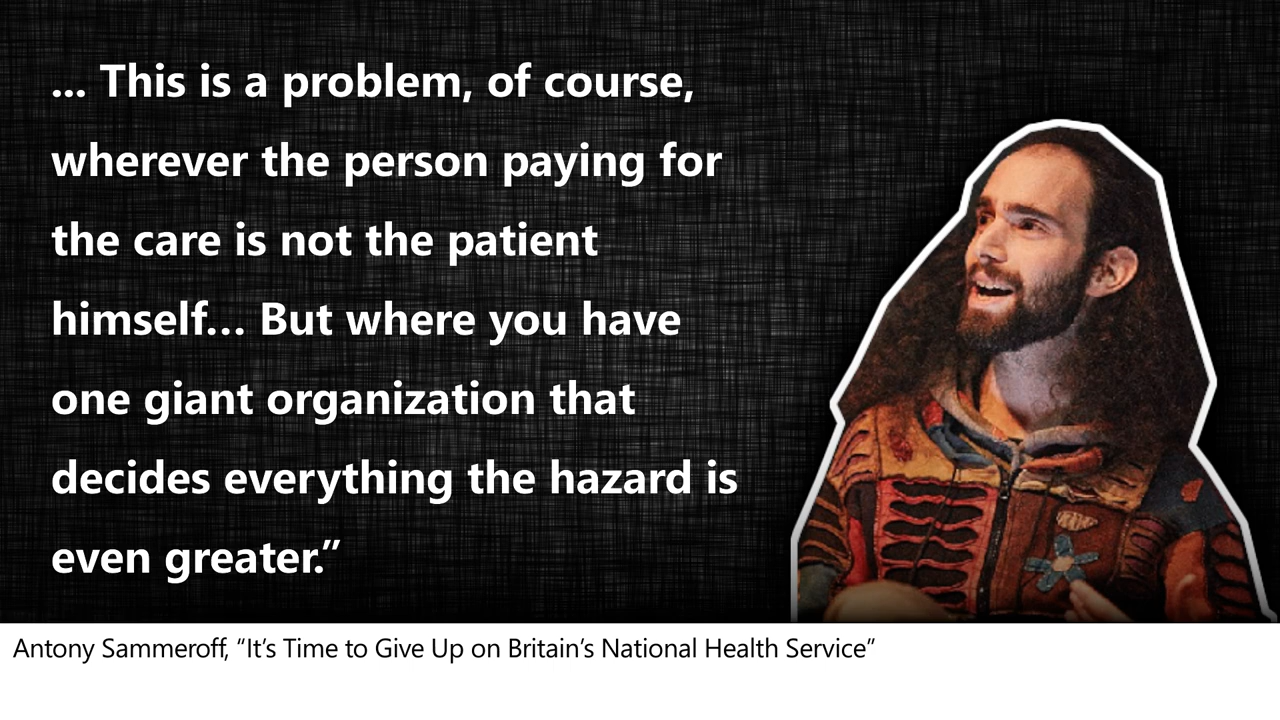 ... This is a problem, of course,
wherever the person paying for
the care is not the patient
himself... But where you have
one giant organization that
decides everything the hazard is
even greater.”
Antony Sammeroff, “It’s Time to Give Up on Britain’s National Health Service”